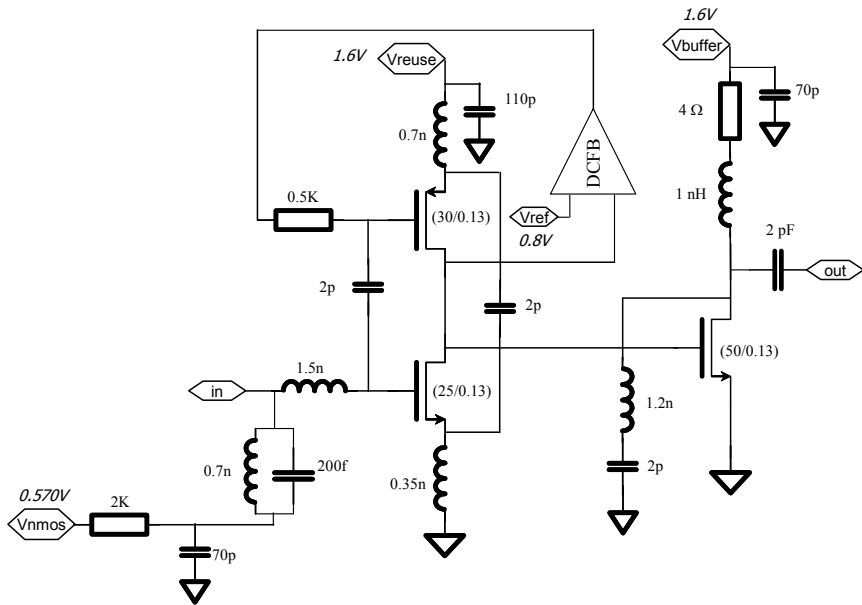 1.6V
Vreuse
110p
0.7n
1.6V
Vbuffer
4 Ω
70p
1 nH
DCFB
0.5K
(30/0.13)
Vref
0.8V
2 pF
out
2p
2p
(50/0.13)
in
1.5n
(25/0.13)
1.2n
0.7n
200f
0.35n
2p
0.570V
Vnmos
2K
70p